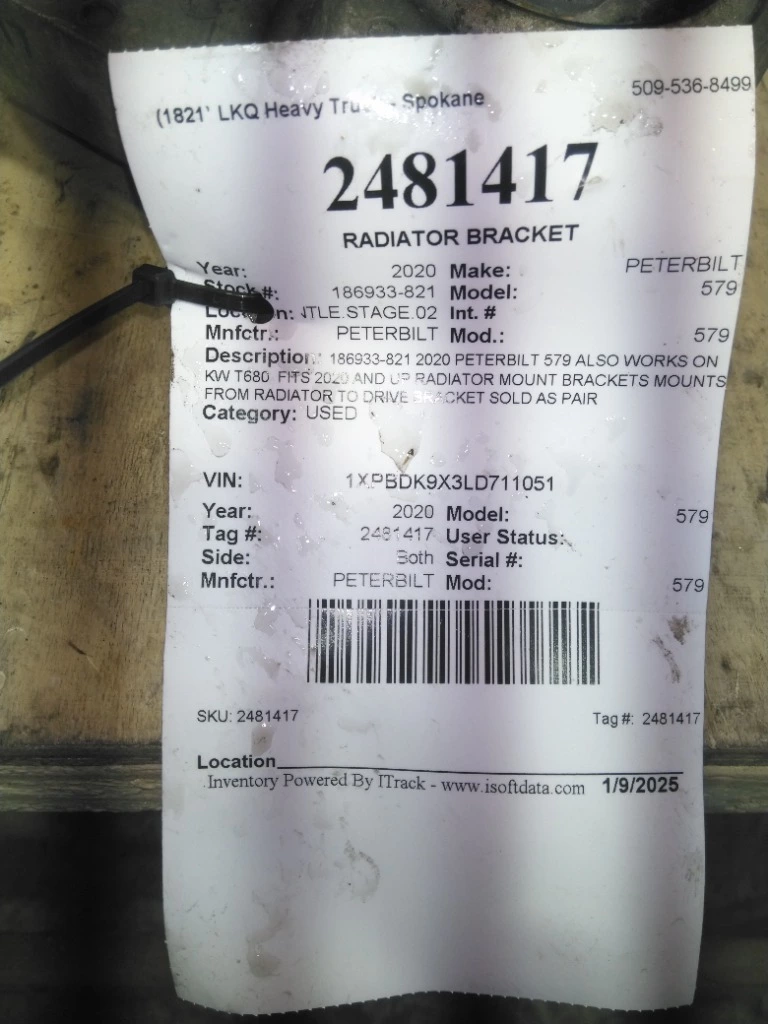 (1821) LKQ Heavy Truck - Spokane 509-536-8499
2481417
RADIATOR BRACKET
Year: 2020 Make: PETERBILT
Stock #: 186933-821 Model: 579
NTLE.STAGE.02 Int. #
Mnfctr.: PETERBILT Mod.: 579
Description: 186933-821 2020 PETERBILT 579 ALSO WORKS ON
KW T680 FITS 2020 AND UP RADIATOR MOUNT BRACKETS MOUNTS
FROM RADIATOR TO DRIVE BRACKET SOLD AS PAIR
Category: USED
VIN: 1XPBDK9X3LD711051
Year: 2020 Model: 579
Tag #: 2481417 User Status:
Side: Both Serial #:
Mnfctr.: PETERBILT Mod: 579
SKU: 2481417 Tag #: 2481417
Location
Inventory Powered By ITrack - www.isoftdata.com 1/9/2025